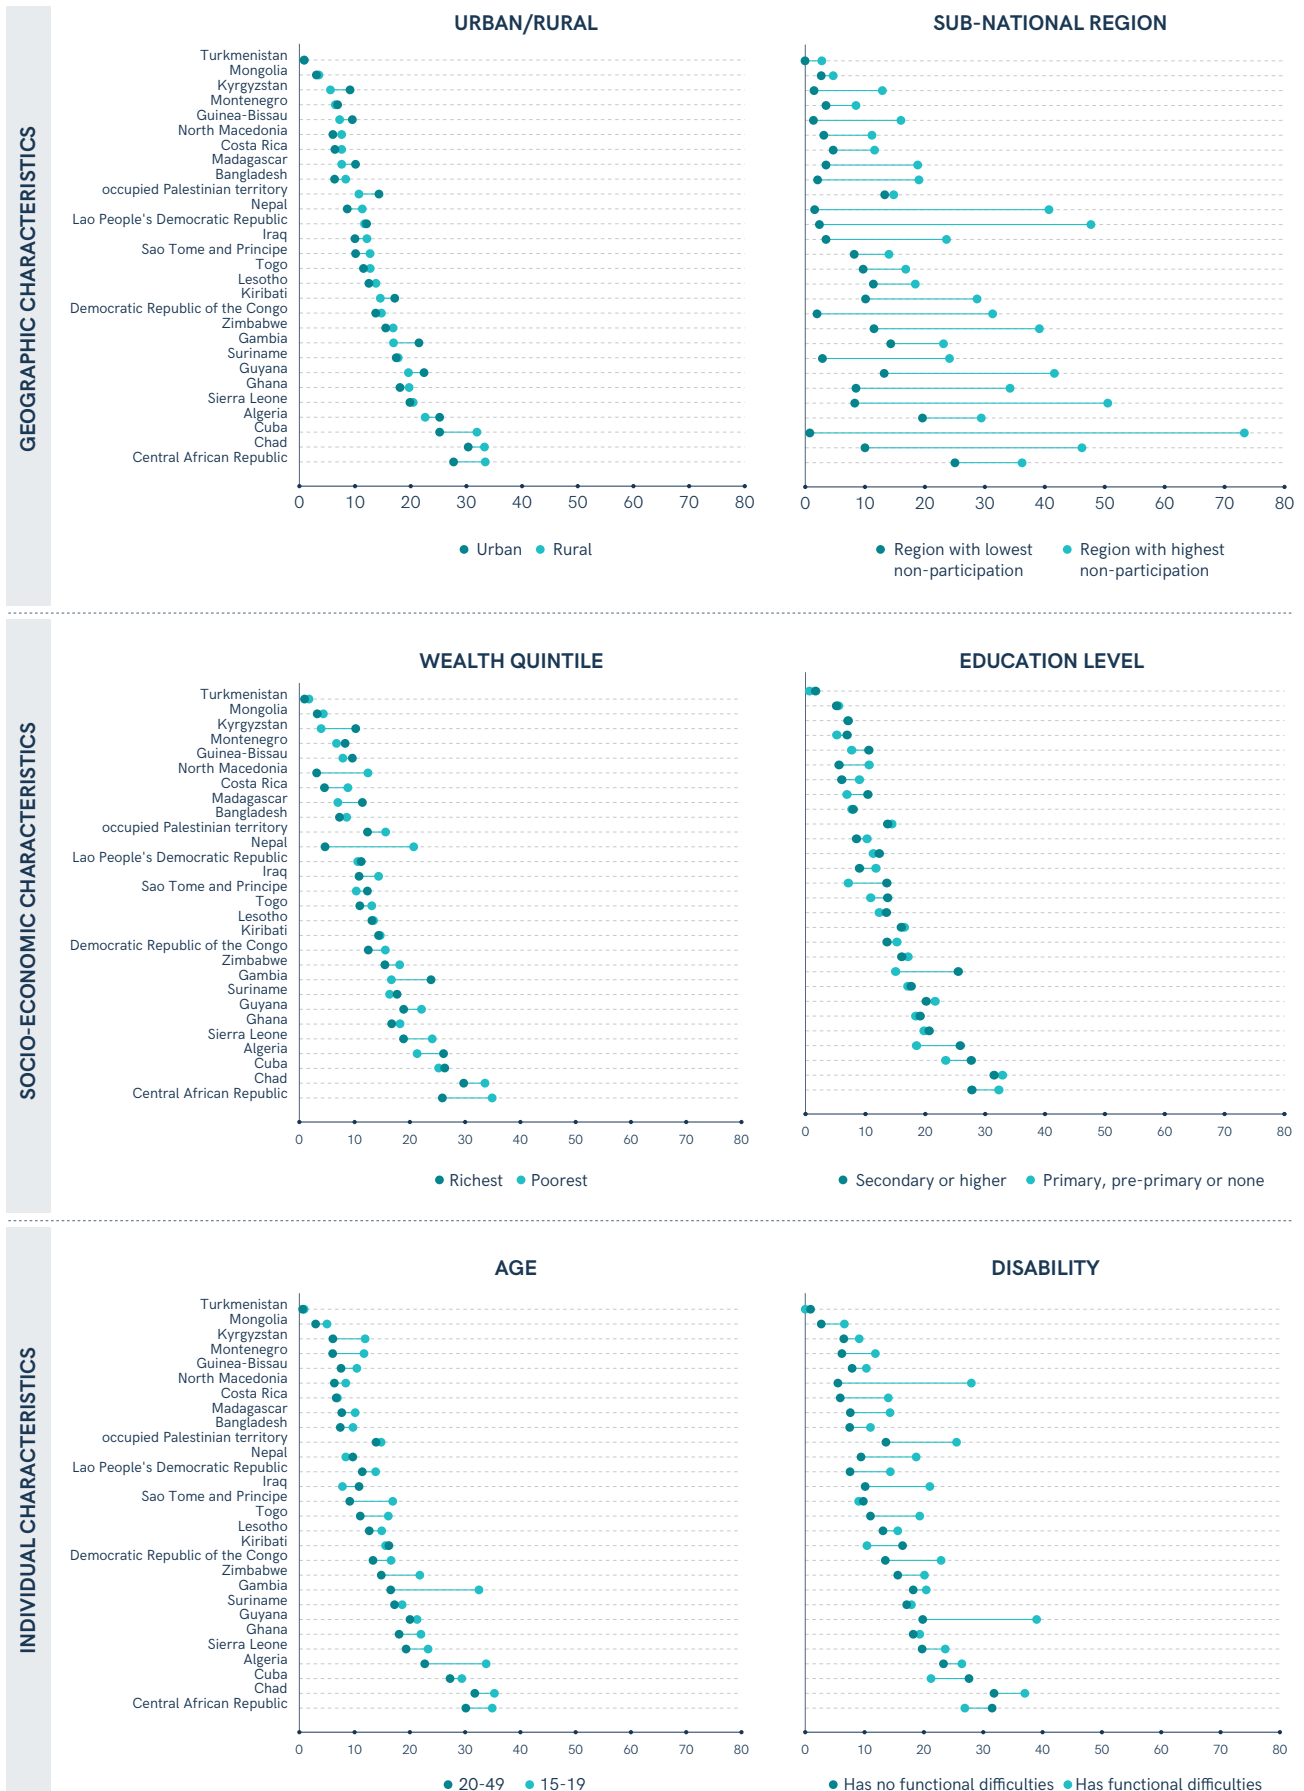 GEOGRAPHIC CHARACTERISTICS
URBAN/RURAL
Turkmenistan
Mongolia
Kyrgyzstan
Montenegro
Guinea-Bissau
North Macedonia
Costa Rica
Madagascar
Bangladesh
occupied Palestinian territory
Nepal
Lao People's Democratic Republic
Iraq
Sao Tome and Principe
Togo
Lesotho
Kiribati
Democratic Republic of the Congo
Zimbabwe
Gambia
Suriname
Guyana
Ghana
Sierra Leone
Algeria
Cuba
Chad
Central African Republic
0 10 20 30 40 50 60 70 80
Urban Rural
SUB-NATIONAL REGION
0 10 20 30 40 50 60 70 80
Region with lowest
non-participation
Region with highest
non-participation
SOCIO-ECONOMIC CHARACTERISTICS
WEALTH QUINTILE
Turkmenistan
Mongolia
Kyrgyzstan
Montenegro
Guinea-Bissau
North Macedonia
Costa Rica
Madagascar
Bangladesh
occupied Palestinian territory
Nepal
Lao People's Democratic Republic
Iraq
Sao Tome and Principe
Togo
Lesotho
Kiribati
Democratic Republic of the Congo
Zimbabwe
Gambia
Suriname
Guyana
Ghana
Sierra Leone
Algeria
Cuba
Chad
Central African Republic
0 10 20 30 40 50 60 70 80
Richest Poorest
EDUCATION LEVEL
0 10 20 30 40 50 60 70 80
Secondary or higher Primary, pre-primary or none
INDIVIDUAL CHARACTERISTICS
AGE
Turkmenistan
Mongolia
Kyrgyzstan
Montenegro
Guinea-Bissau
North Macedonia
Costa Rica
Madagascar
Bangladesh
occupied Palestinian territory
Nepal
Lao People's Democratic Republic
Iraq
Sao Tome and Principe
Togo
Lesotho
Kiribati
Democratic Republic of the Congo
Zimbabwe
Gambia
Suriname
Guyana
Ghana
Sierra Leone
Algeria
Cuba
Chad
Central African Republic
0 10 20 30 40 50 60 70 80
20-49 15-19
DISABILITY
0 10 20 30 40 50 60 70 80
Has no functional difficulties Has functional difficulties